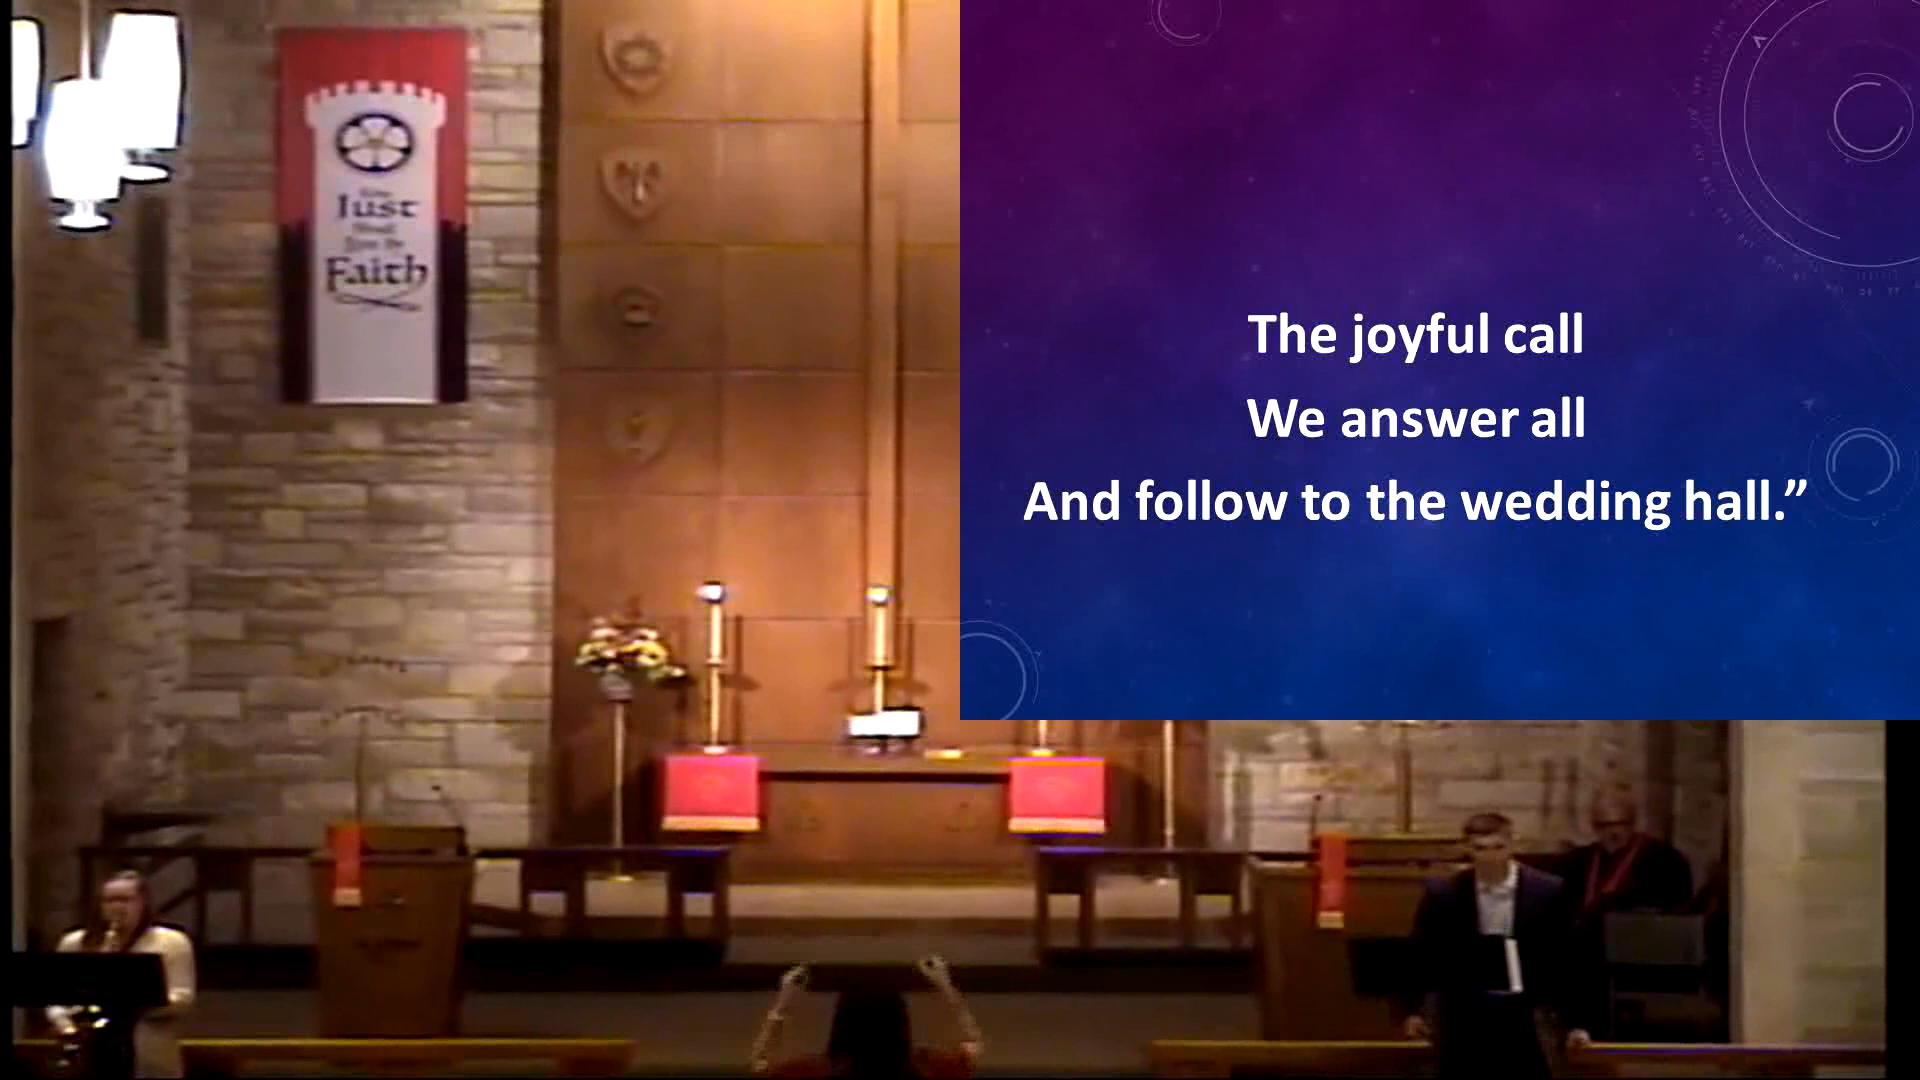 Just
Faith
The joyful call
We answer all
And follow to the wedding hall.”